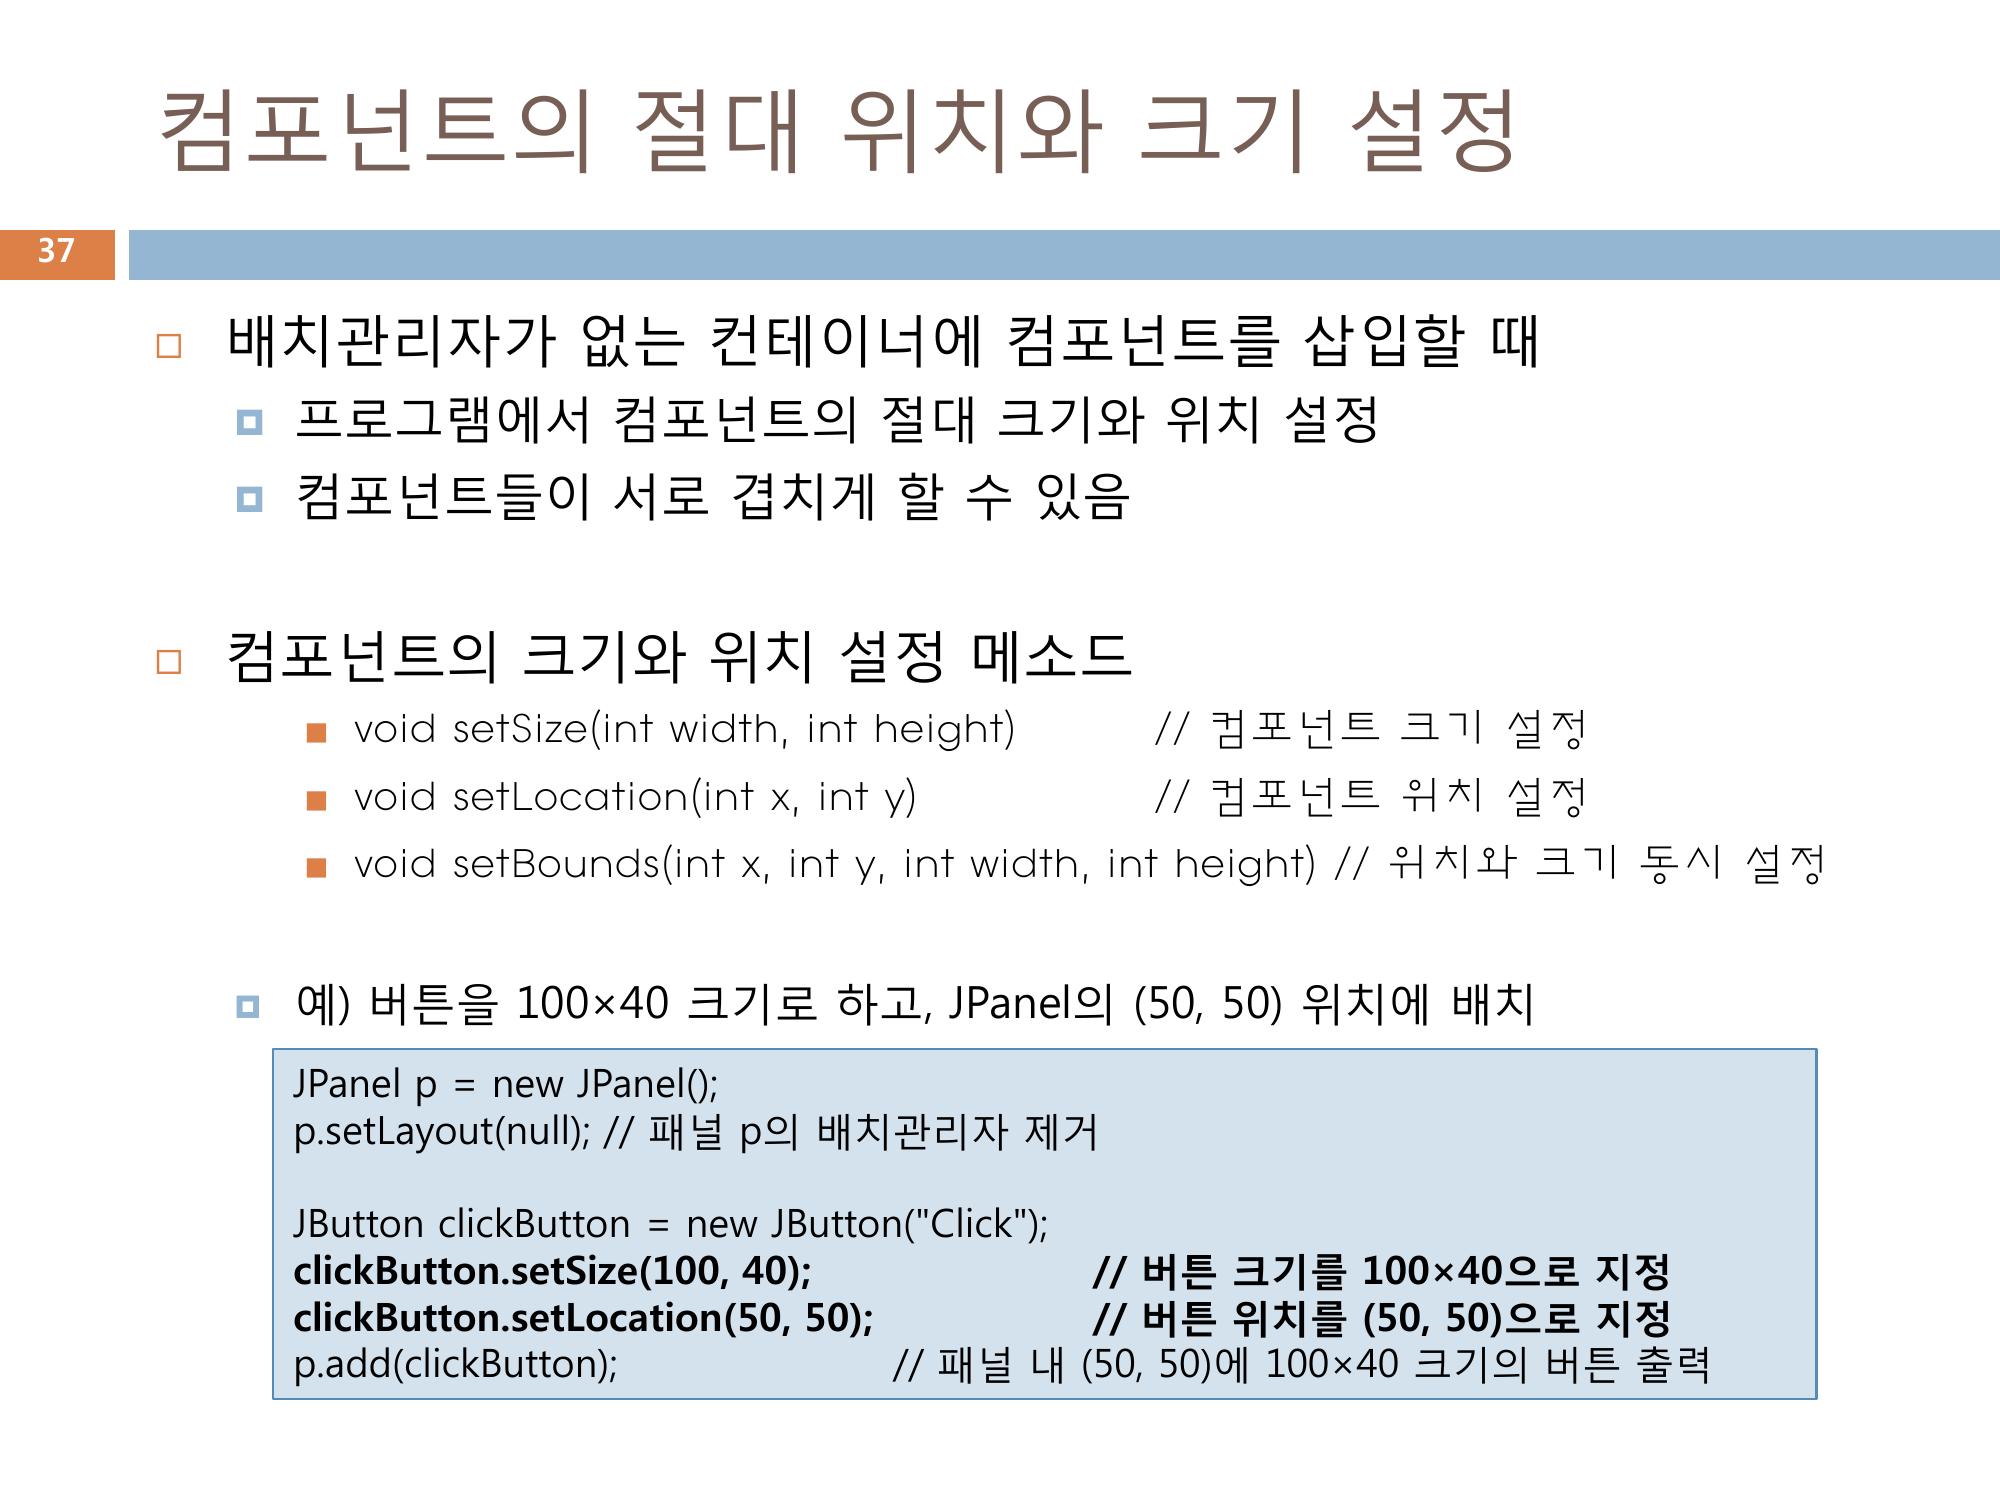 컴포넌트의 절대 위치와 크기 설정
37
배치관리자가 없는 컨테이너에 컴포넌트를 삽입할 때
프로그램에서 컴포넌트의 절대 크기와 위치 설정
컴포넌트들이 서로 겹치게 할 수 있음
컴포넌트의 크기와 위치 설정 메소드
void setSize(int width, int height) // 컴포넌트 크기 설정
void setLocation(int x, int y) // 컴포넌트 위치 설정
void setBounds(int x, int y, int width, int height) // 위치와 크기 동시 설정
예) 버튼을 100×40 크기로 하고, JPanel의 (50, 50) 위치에 배치
JPanel p = new JPanel();
p.setLayout(null); // 패널 p의 배치관리자 제거
JButton clickButton = new JButton("Click");
clickButton.setSize(100, 40); // 버튼 크기를 100×40으로 지정
clickButton.setLocation(50, 50); // 버튼 위치를 (50, 50)으로 지정
p.add(clickButton); // 패널 내 (50, 50)에 100×40 크기의 버튼 출력